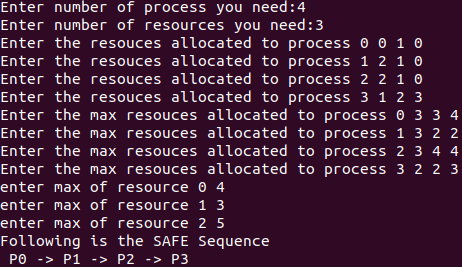 Enter number of process you need:4
Enter number of resources you need:3
Enter the resouces allocated to process 0 0 1 0
Enter the resouces allocated to process 1 2 1 0
Enter the resouces allocated to process 2 2 1 0
Enter the resouces allocated to process 3 1 2 3
Enter the max resouces allocated to process 0 3 3 4
Enter the max resouces allocated to process 1 3 2 2
Enter the max resouces allocated to process 2 3 4 4
Enter the max resouces allocated to process 3 2 2 3
enter max of resource 0 4
enter max of resource 1 3
enter max of resource 2 5
Following is the SAFE Sequence
P0 -> P1 -> P2 -> P3